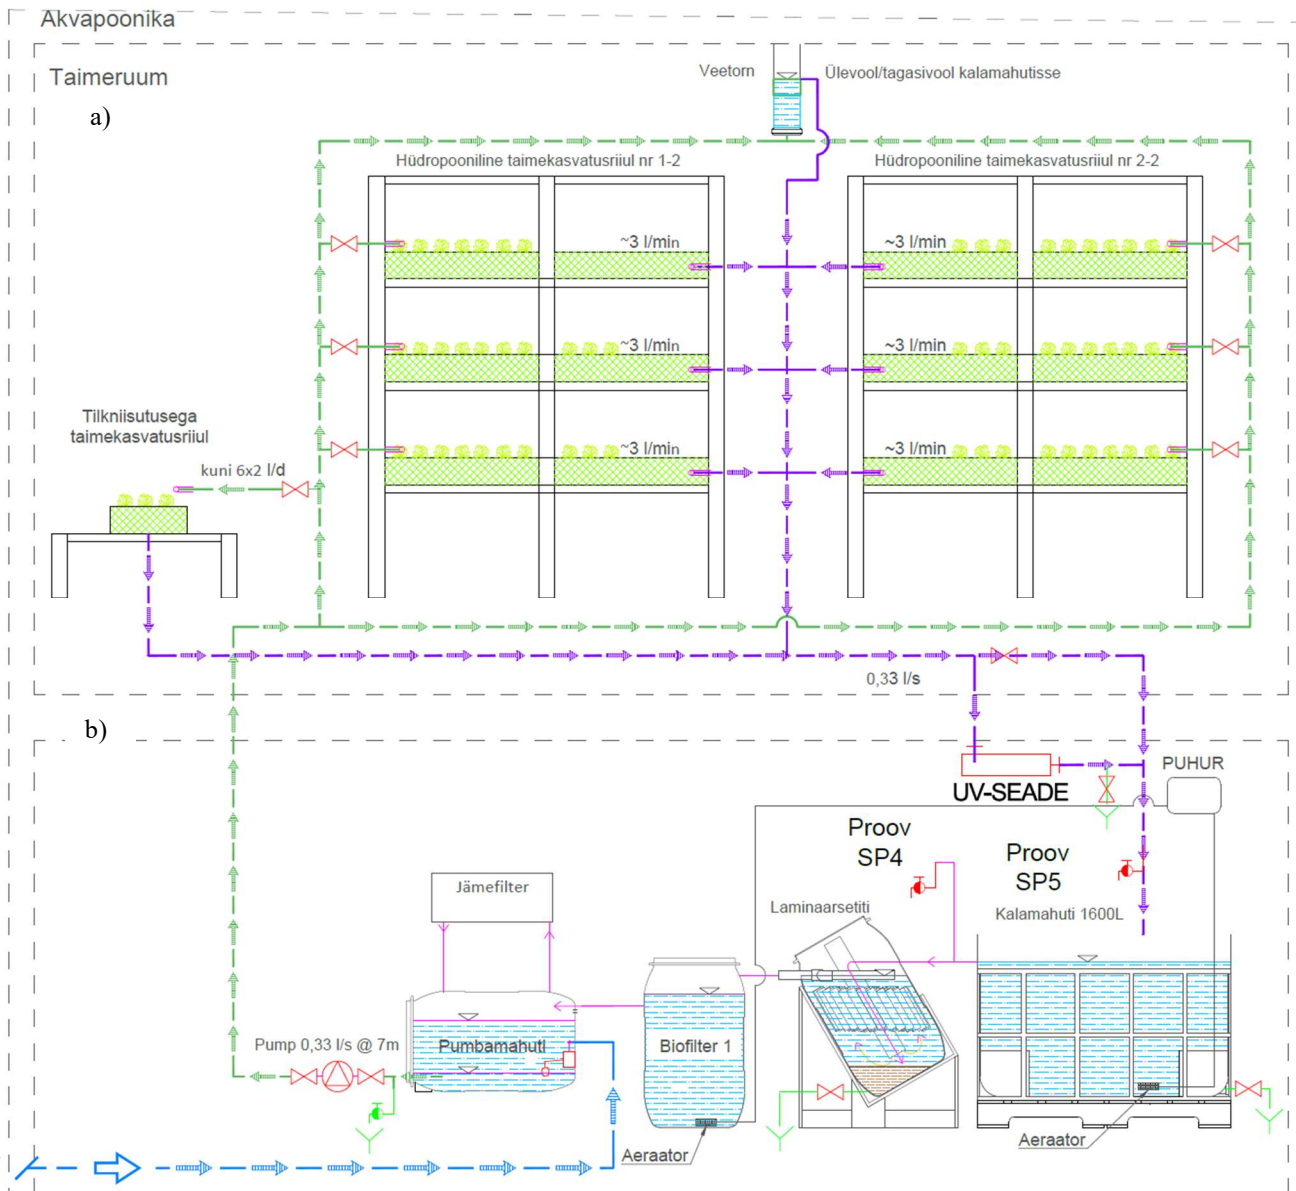 Akvapoonika
Taimeruum
a)
Veetorn
Ülevool/tagasivool kalamahutisse
Hüdropooniline taimekasvatusriiul nr 1-2
Hüdropooniline taimekasvatusriiul nr 2-2
~3 l/min
~3 l/min
~3 l/min
~3 l/min
~3 l/min
~3 l/min
Tilkniisutusega
taimekasvatusriiul
kuni 6x2 l/d
0,33 l/s
b)
UV-SEADE
PUHUR
Proov
SP4
Proov
SP5
Jämefilter
Laminaarsetiti
Kalamahuti 1600L
Pump 0,33 l/s @ 7m
Pumbamahuti
Biofilter 1
Aeraator
Aeraator